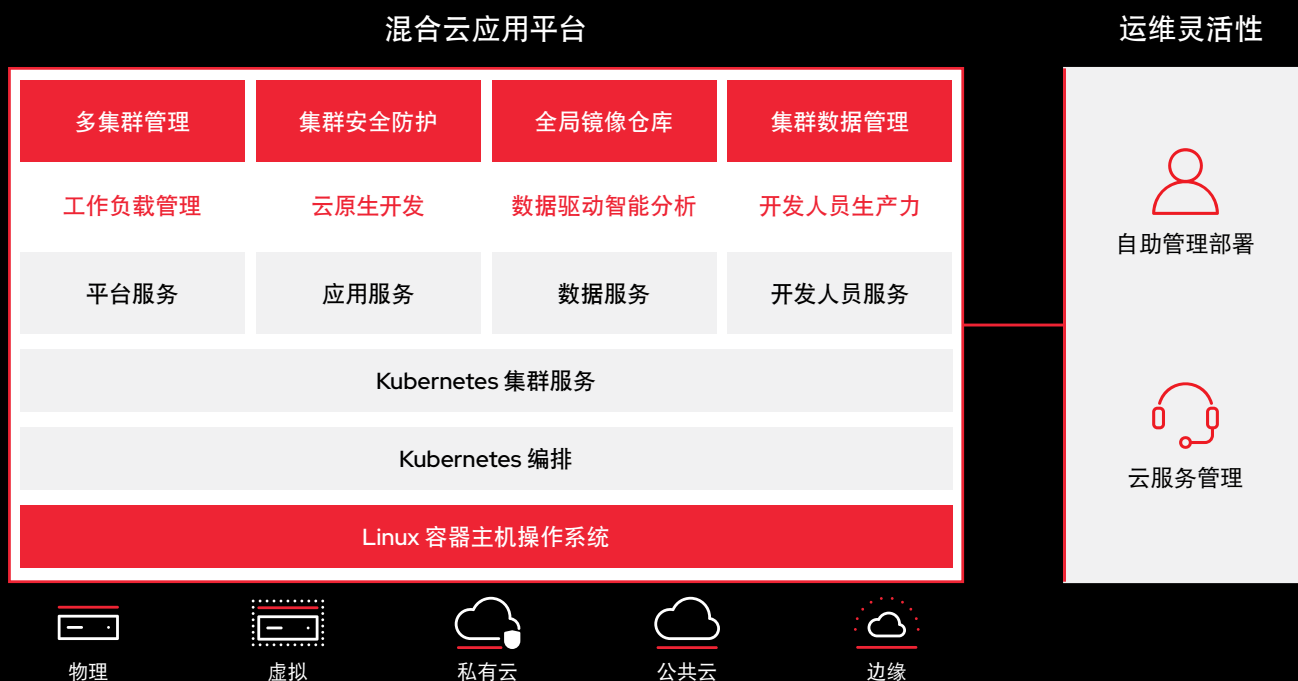 混合云应用平台
运维灵活性
多集群管理
集群安全防护
全局镜像仓库
集群数据管理
工作负载管理
云原生开发
数据驱动智能分析
开发人员生产力
平台服务
应用服务
数据服务
开发人员服务
Kubernetes 集群服务
Kubernetes 编排
Linux 容器主机操作系统
自助管理部署
云服务管理
物理
虚拟
私有云
公共云
边缘